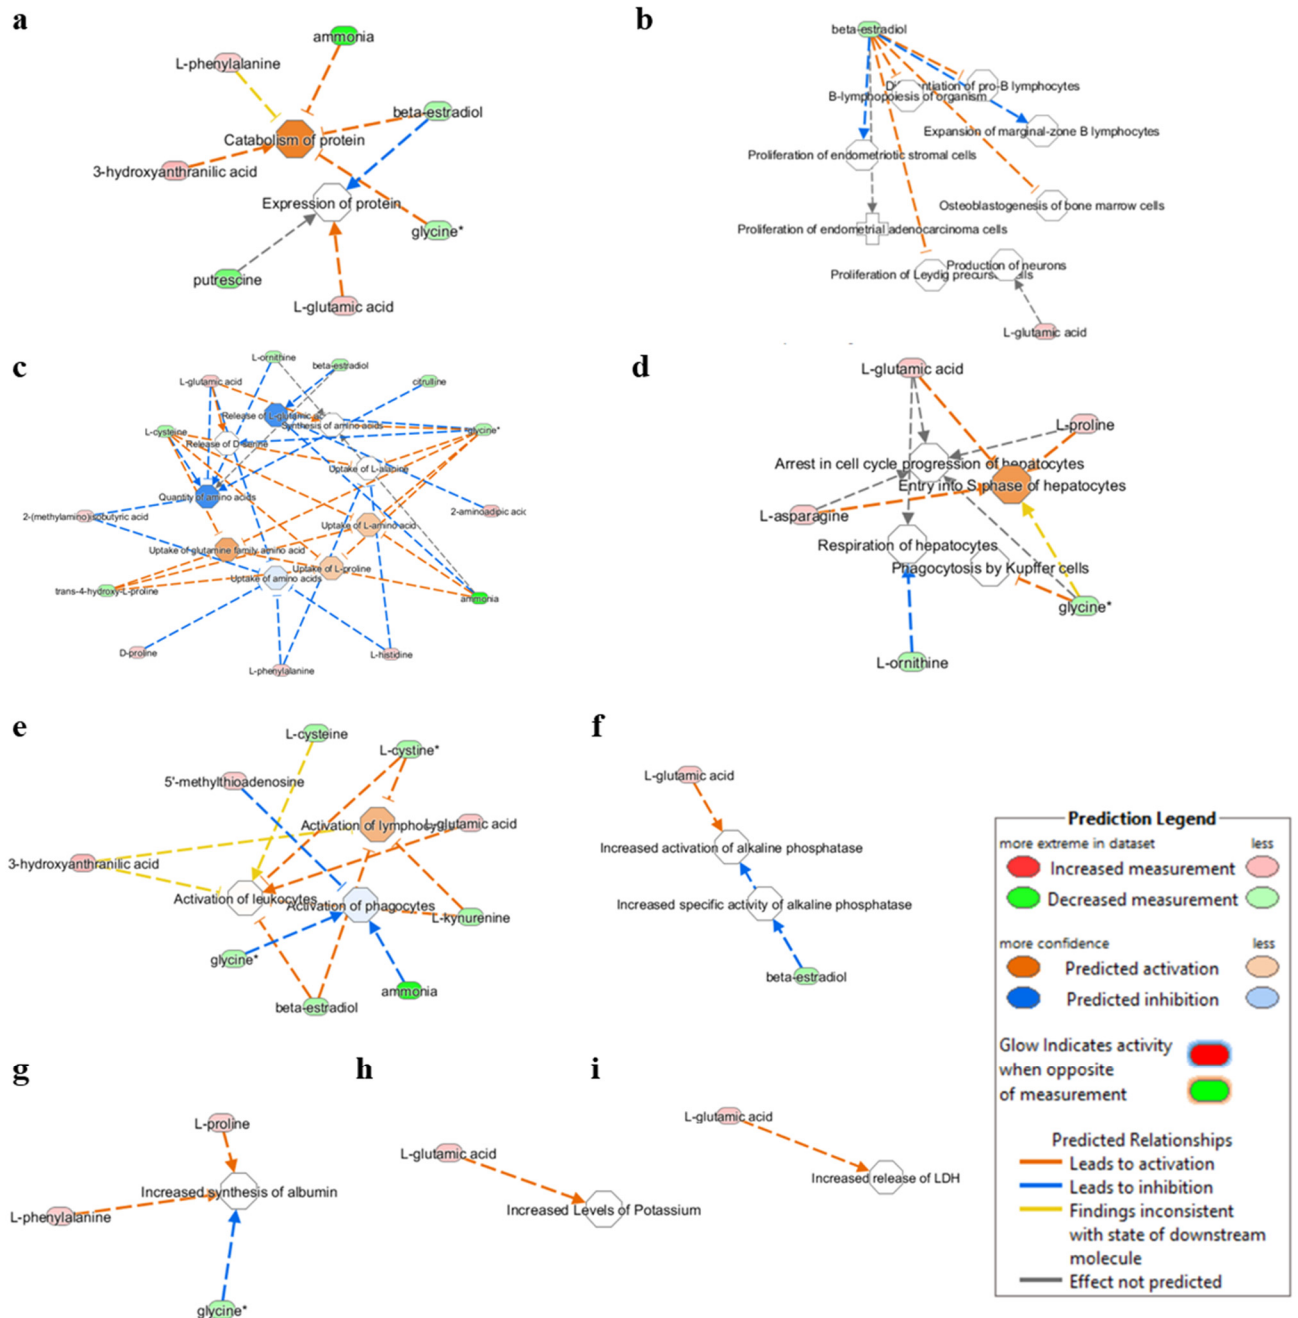 a
ammonia
L-phenylalanine
beta-estradiol
Catabolism of protein
3-hydroxyanthranilic acid
Expression of protein
glycine*
putrescine
L-glutamic acid
b
beta-estradiol
B-lymphopoiesis of organism
Expansion of marginal-zone B lymphocytes
Proliferation of endometriotic stromal cells
Osteoblastogenesis of bone marrow cells
Proliferation of endometrial adenocarcinoma cells
Production of neurons
Proliferation of Leydig
L-glutamic acid
c
L-ornithine
beta-estradiol
L-glutamic acid
citrulline
Release of L-glutamic
Synthesis of amino acids
L-cysteine
glycine*
Release of D-serine
Uptake of L-alanine
Quantity of amino acids
2-(methylamino)isobutyric acid
2-aminoadipic acid
Uptake of L-amino acid
Uptake of glutamine family amino acid
Uptake of L-proline
Uptake of amino acids
trans-4-hydroxy-L-proline
ammonia
D-proline
L-histidine
L-phenylalanine
d
L-glutamic acid
L-proline
Arrest in cell cycle progression of hepatocytes
Entry into S phase of hepatocytes
L-asparagine
Respiration of hepatocytes
Phagocytosis by Kupffer cells
glycine*
L-ornithine
e
L-cysteine
L-cystine*
5'-methylthioadenosine
Activation of
L-glutamic acid
3-hydroxyanthranilic acid
Activation of leukocytes
Activation of phagocytes
L-kynurenine
glycine*
ammonia
beta-estradiol
f
L-glutamic acid
Increased activation of alkaline phosphatase
Increased specific activity of alkaline phosphatase
beta-estradiol
Prediction Legend
more extreme in dataset less
Increased measurement
Decreased measurement
more confidence less
Predicted activation
Predicted inhibition
Glow Indicates activity
when opposite
of measurement
Predicted Relationships
Leads to activation
Leads to inhibition
Findings inconsistent
with state of downstream
molecule
Effect not predicted
g
L-proline
Increased synthesis of albumin
L-phenylalanine
glycine*
h
L-glutamic acid
Increased Levels of Potassium
i
L-glutamic acid
Increased release of LDH